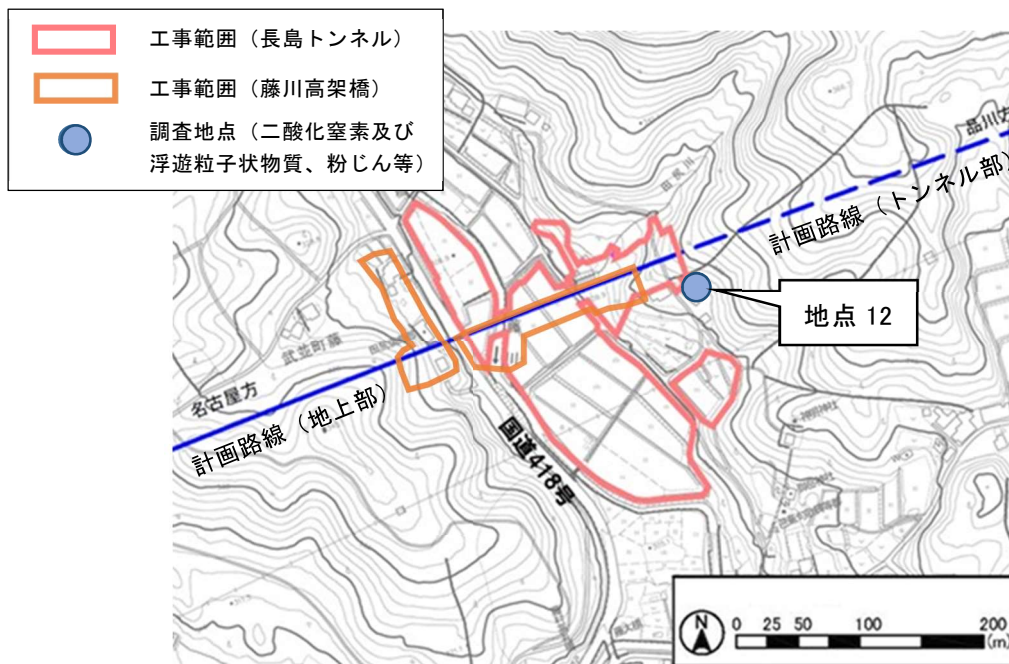 工事範囲（長島トンネル）
工事範囲（藤川高架橋）
調査地点（二酸化窒素及び
浮遊粒子状物質、粉じん等）
品川方
計画路線（トンネル部）
地点 12
武並町藤
名古屋方
計画路線（地上部）
国道418号
N
0 25 50 100 200
(m)